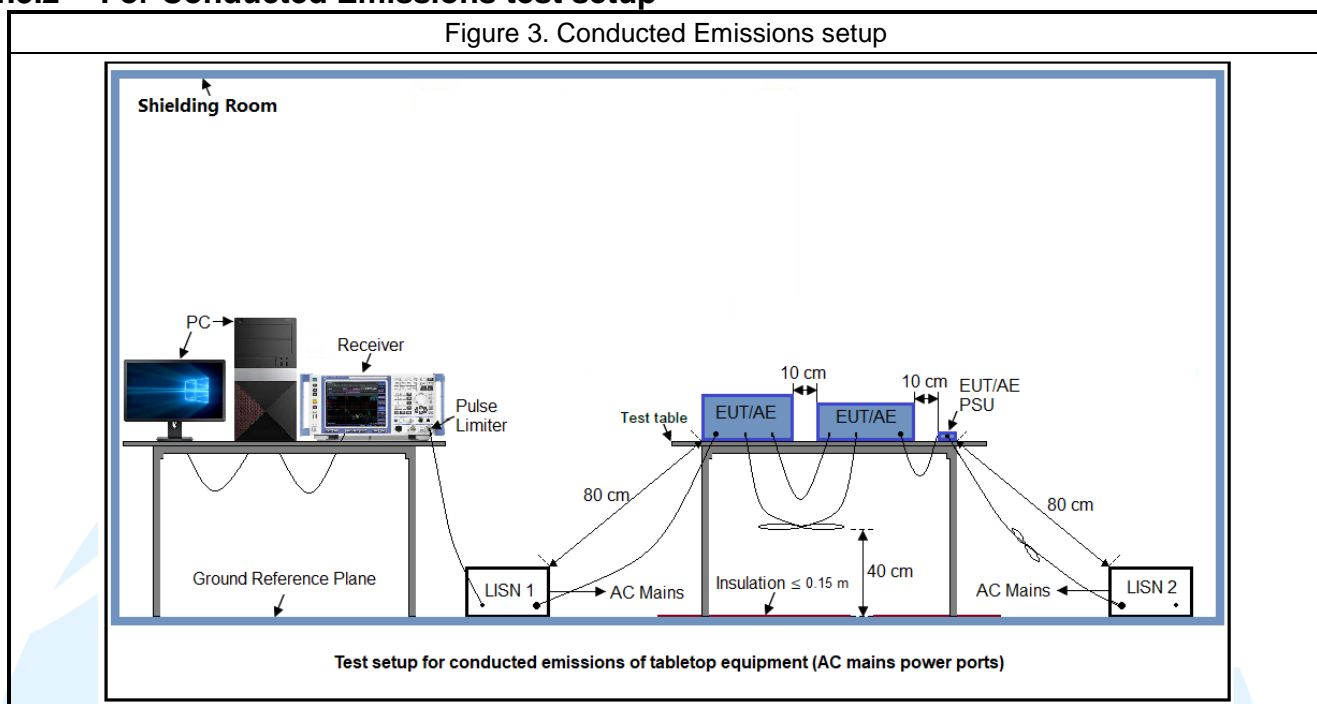 For Conducted Emissions test setup
Figure 3. Conducted Emissions setup
Shielding Room
PC
Receiver
Pulse
Limiter
Test table
EUT/AE
10 cm
EUT/AE
10 cm
EUT/AE
PSU
80 cm
80 cm
40 cm
Ground Reference Plane
LISN 1
AC Mains
Insulation ≤ 0.15 m
AC Mains
LISN 2
Test setup for conducted emissions of tabletop equipment (AC mains power ports)